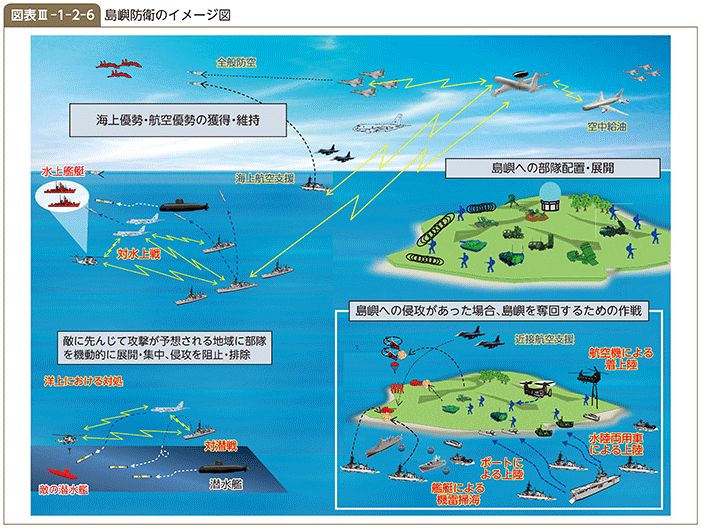 図表Ⅲ-1-2-6 島嶼防衛のイメージ図
全般防空
海上優勢・航空優勢の獲得・維持
空中給油
水上艦艇
海上航空支援
島嶼への部隊配置・展開
対水上戦
敵に先んじて攻撃が予想される地域に部隊
を機動的に展開・集中、侵攻を阻止・排除
洋上における対処
対潜戦
敵の潜水艦
潜水艦
島嶼への侵攻があった場合、島嶼を奪回するための作戦
近接航空支援
航空機による
着上陸
水陸両用車
による上陸
ボートに
よる上陸
艦艇による
機雷掃海